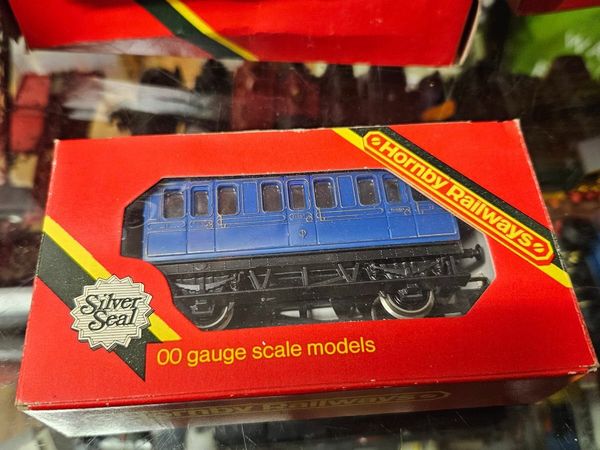 Hornby Railways
Silver
Seal
00 gauge scale models